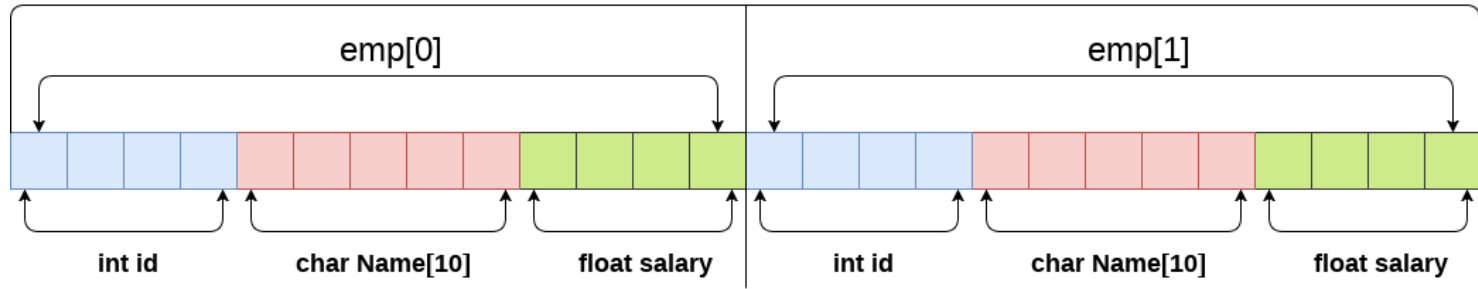 emp[0]
emp[1]
int id
char Name[10]
float salary
int id
char Name[10]
float salary